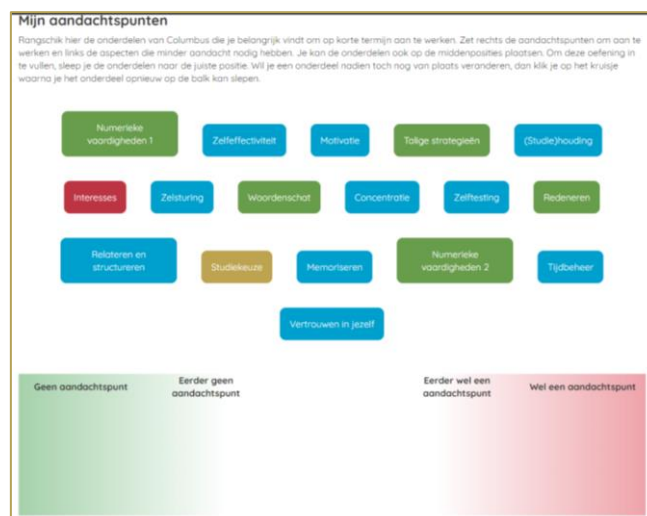 Mijn aandachtspunten
Rangschik hier de onderdelen van Columbus die je belangrijk vindt om op korte termijn aan te werken. Zet rechts de aandachtspunten om aan te
werken en links de aspecten die minder aandacht nodig hebben. Je kan de onderdelen ook op de middenposities plaatsen. Om deze oefening in
te vullen, sleep je de onderdelen naar de juiste positie. Wil je een onderdeel nadien toch nog van plaats veranderen, dan klik je op het kruisje
waarna je het onderdeel opnieuw op de balk kan slepen.
Numerieke
vaardigheden 1
Zelfeffectiviteit
Motivatie
Talige strategieën
(Studie)houding
Interesses
Zelsturing
Woordenschat
Concentratie
Zelftesting
Redeneren
Relateren en
structureren
Studiekeuze
Memoriseren
Numerieke
vaardigheden 2
Tijdbeheer
Vertrouwen in jezelf
Geen aandachtspunt
Eerder geen
aandachtspunt
Eerder wel een
aandachtspunt
Wel een aandachtspunt